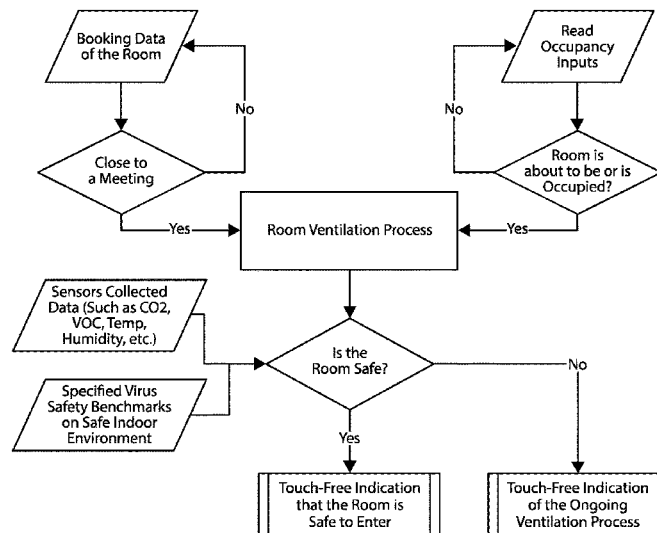 Booking Data
of the Room
Read
Occupancy
Inputs
No
No
Close to
a Meeting
Room is
about to be or is
Occupied?
Yes
Room Ventilation Process
Yes
Sensors Collected
Data (Such as CO2,
VOC, Temp,
Humidity, etc.)
Is the
Room Safe?
No
Specified Virus
Safety Benchmarks
on Safe Indoor
Environment
Yes
Touch-Free Indication
that the Room is
Safe to Enter
Touch-Free Indication
of the Ongoing
Ventilation Process